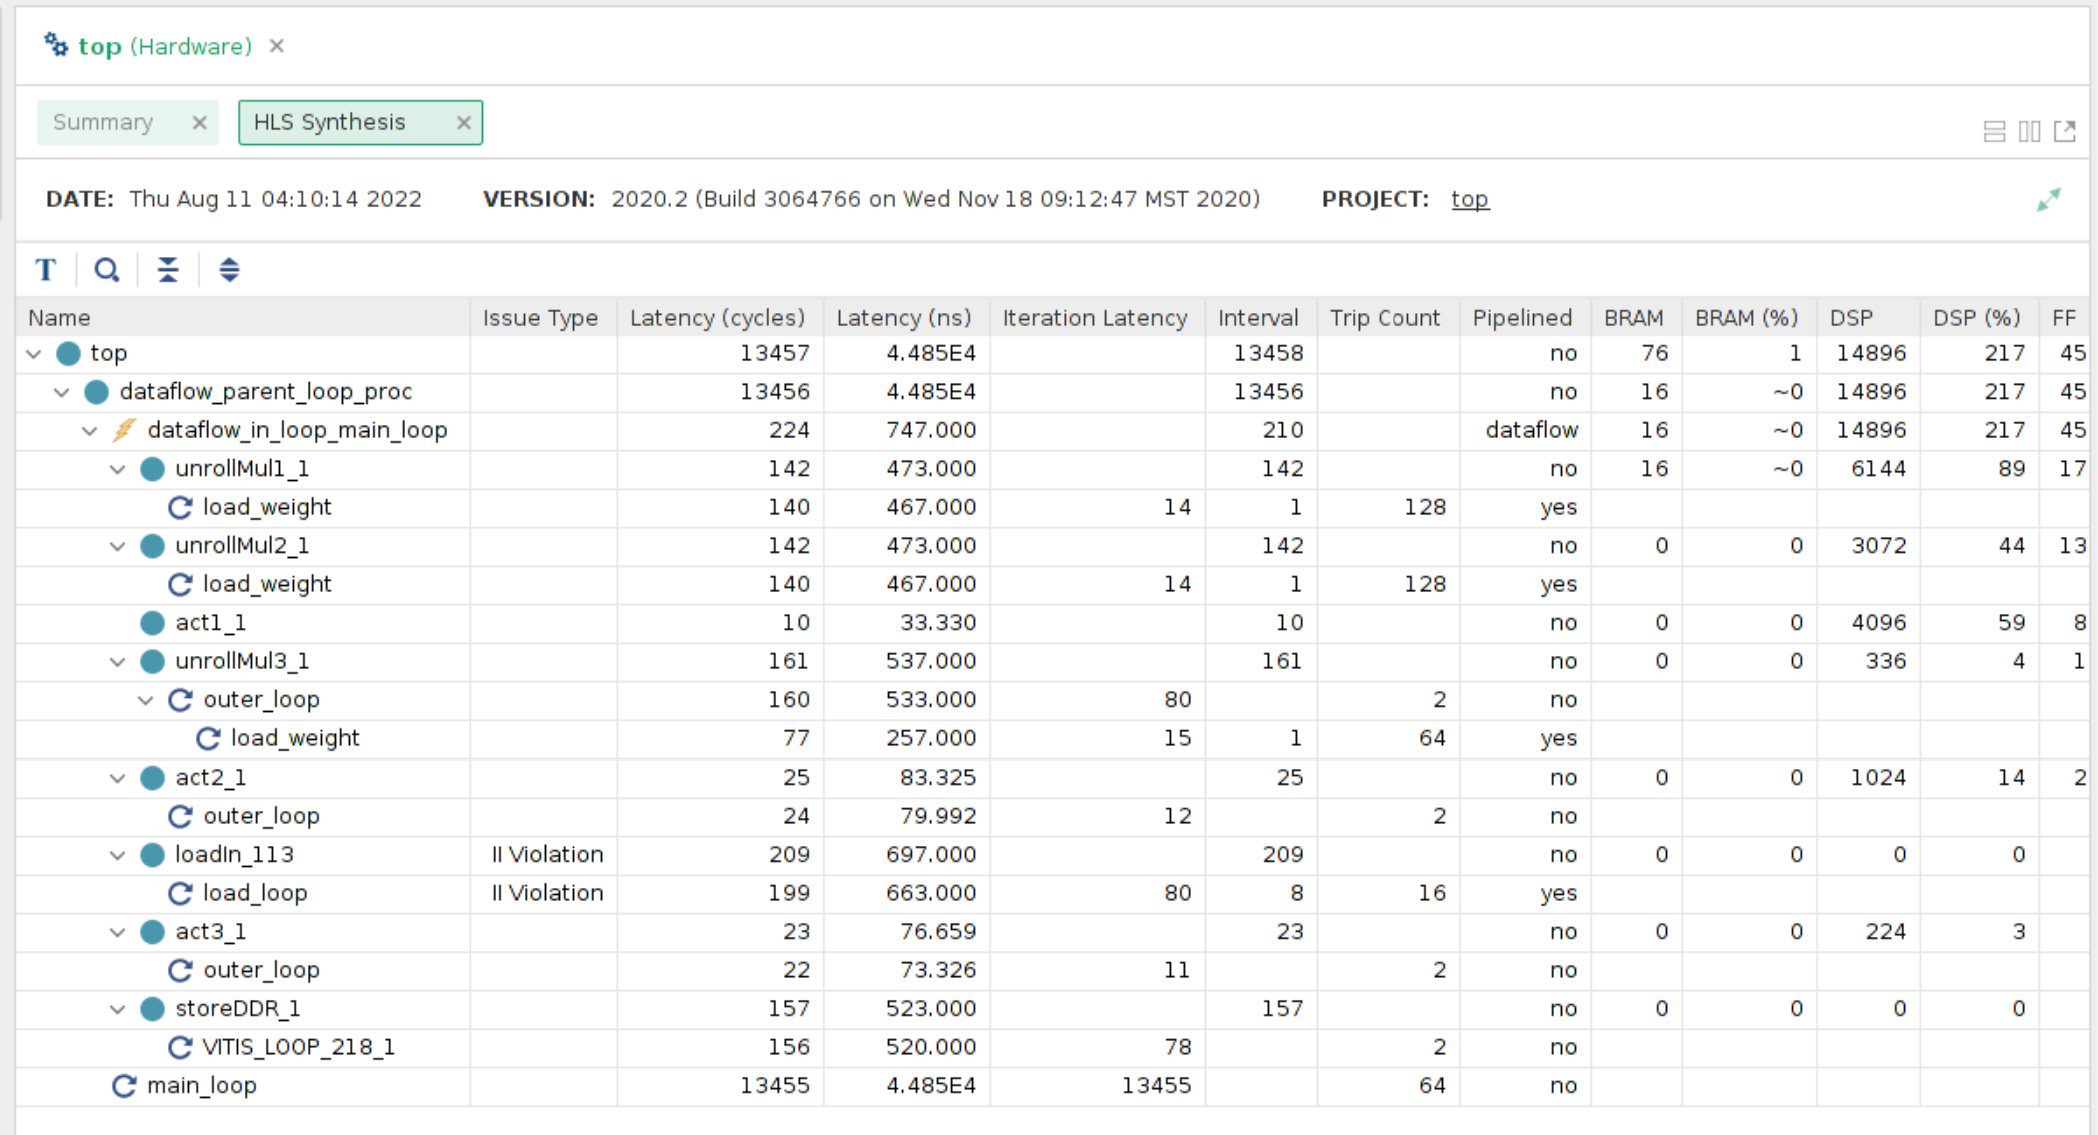 top (Hardware)
Summary HLS Synthesis
DATE: Thu Aug 11 04:10:14 2022 VERSION: 2020.2 (Build 3064766 on Wed Nov 18 09:12:47 MST 2020) PROJECT: top
T
Name Issue Type Latency (cycles) Latency (ns) Iteration Latency Interval Trip Count Pipelined BRAM BRAM (%) DSP DSP (%) FF
top 13457 4.485E4 13458 no 76 1 14896 217 45
dataflow_parent_loop_proc 13456 4.485E4 13456 no 16 ~0 14896 217 45
dataflow_in_loop_main_loop 224 747.000 210 dataflow 16 ~0 14896 217 45
unrollMul1_1 142 473.000 142 no 16 ~0 6144 89 17
load_weight 140 467.000 14 1 128 yes
unrollMul2_1 142 473.000 142 no 0 0 3072 44 13
load_weight 140 467.000 14 1 128 yes
act1_1 10 33.330 10 no 0 0 4096 59 8
unrollMul3_1 161 537.000 161 no 0 0 336 4 1
outer_loop 160 533.000 80 2 no
load_weight 77 257.000 15 1 64 yes
act2_1 25 83.325 25 no 0 0 1024 14 2
outer_loop 24 79.992 12 2 no
loadIn_113 II Violation 209 697.000 209 no 0 0 0 0
load_loop II Violation 199 663.000 80 8 16 yes
act3_1 23 76.659 23 no 0 0 224 3
outer_loop 22 73.326 11 2 no
storeDDR_1 157 523.000 157 no 0 0 0 0
VITIS_LOOP_218_1 156 520.000 78 2 no
main_loop 13455 4.485E4 13455 64 no